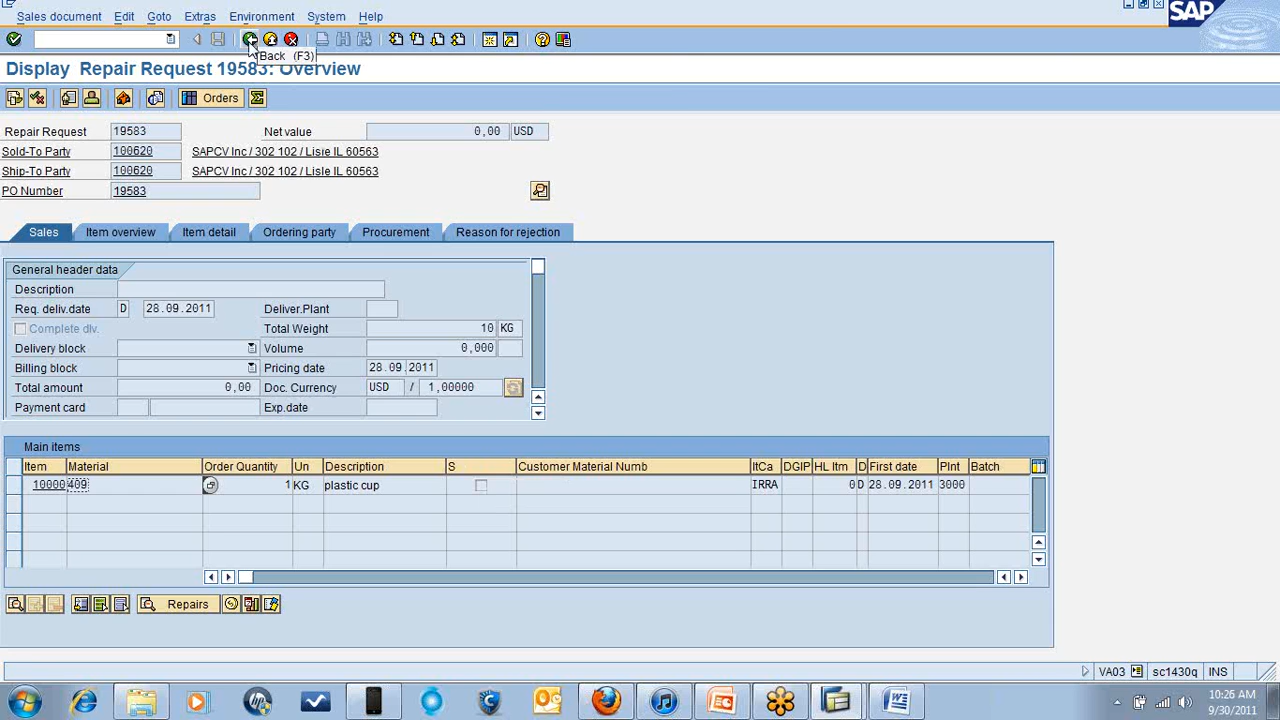 Sales document Edit Goto Extras Environment System Help
SAP
Back (F3)
Display Repair Request 19583: Overview
Orders
Repair Request 19583 Net value 0,00 USD
Sold-To Party 100620 SAPCV Inc / 302 102 / Lisle IL 60563
Ship-To Party 100620 SAPCV Inc / 302 102 / Lisle IL 60563
PO Number 19583
Sales Item overview Item detail Ordering party Procurement Reason for rejection
General header data
Description
Req. deliv.date D 28.09.2011 Deliver.Plant
Complete dlv. Total Weight 10 KG
Delivery block Volume 0,000
Billing block Pricing date 28.09.2011
Total amount 0,00 Doc. Currency USD / 1,00000
Payment card Exp.date
Main items
Item Material Order Quantity Un Description S Customer Material Numb ItCa DGIP HL Itm D First date Plnt Batch
10000 409 1 KG plastic cup IRRA 0 D 28.09.2011 3000
Repairs
VA03 sc1430q INS
10:26 AM
9/30/2011